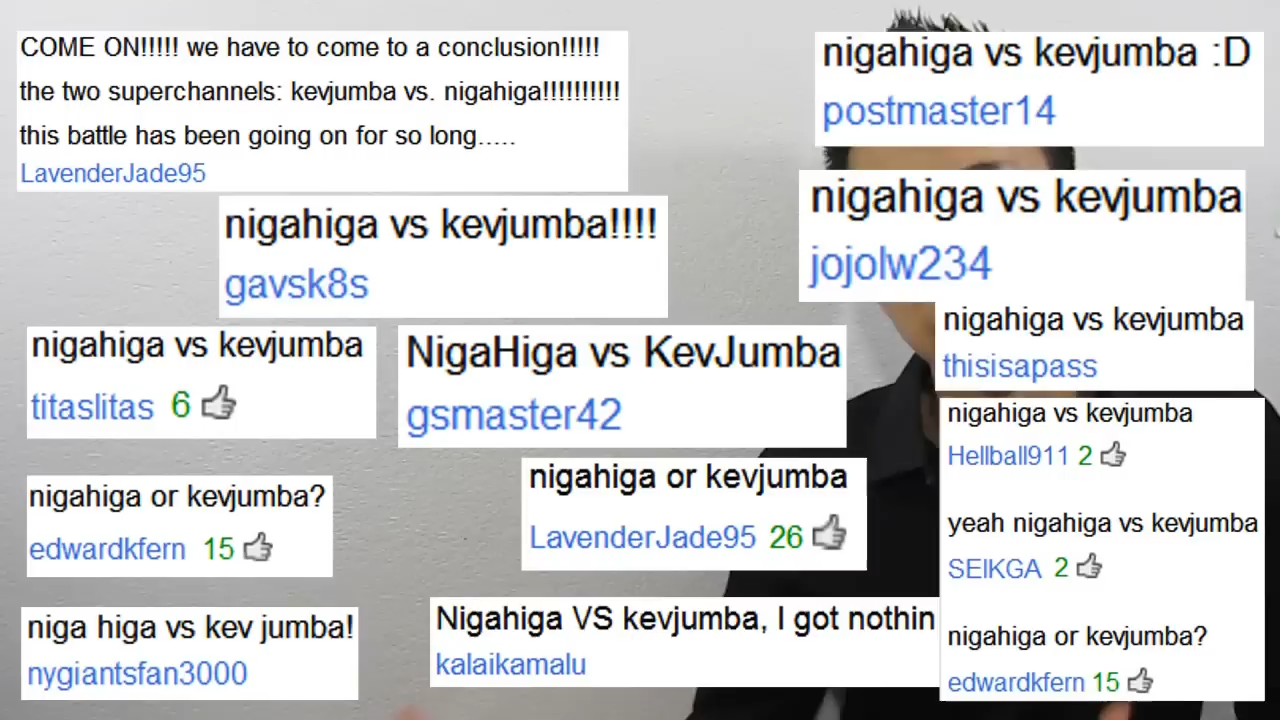 COME ON!!!!! we have to come to a conclusion!!!!!
the two superchannels: kevjumba vs. nigahiga!!!!!!!!!!
this battle has been going on for so long.....
LavenderJade95
nigahiga vs kevjumba :D
postmaster14
nigahiga vs kevjumba!!!!
gavsk8s
nigahiga vs kevjumba
jojolw234
nigahiga vs kevjumba
titaslitas 6
NigaHiga vs KevJumba
gsmaster42
nigahiga vs kevjumba
thisisapass
nigahiga vs kevjumba
Hellball911 2
yeah nigahiga vs kevjumba
SEIKGA 2
nigahiga or kevjumba?
edwardkfern 15
nigahiga or kevjumba?
edwardkfern 15
nigahiga or kevjumba
LavenderJade95 26
niga higa vs kev jumba!
nygiantsfan3000
Nigahiga VS kevjumba, I got nothin
kalaikamalu